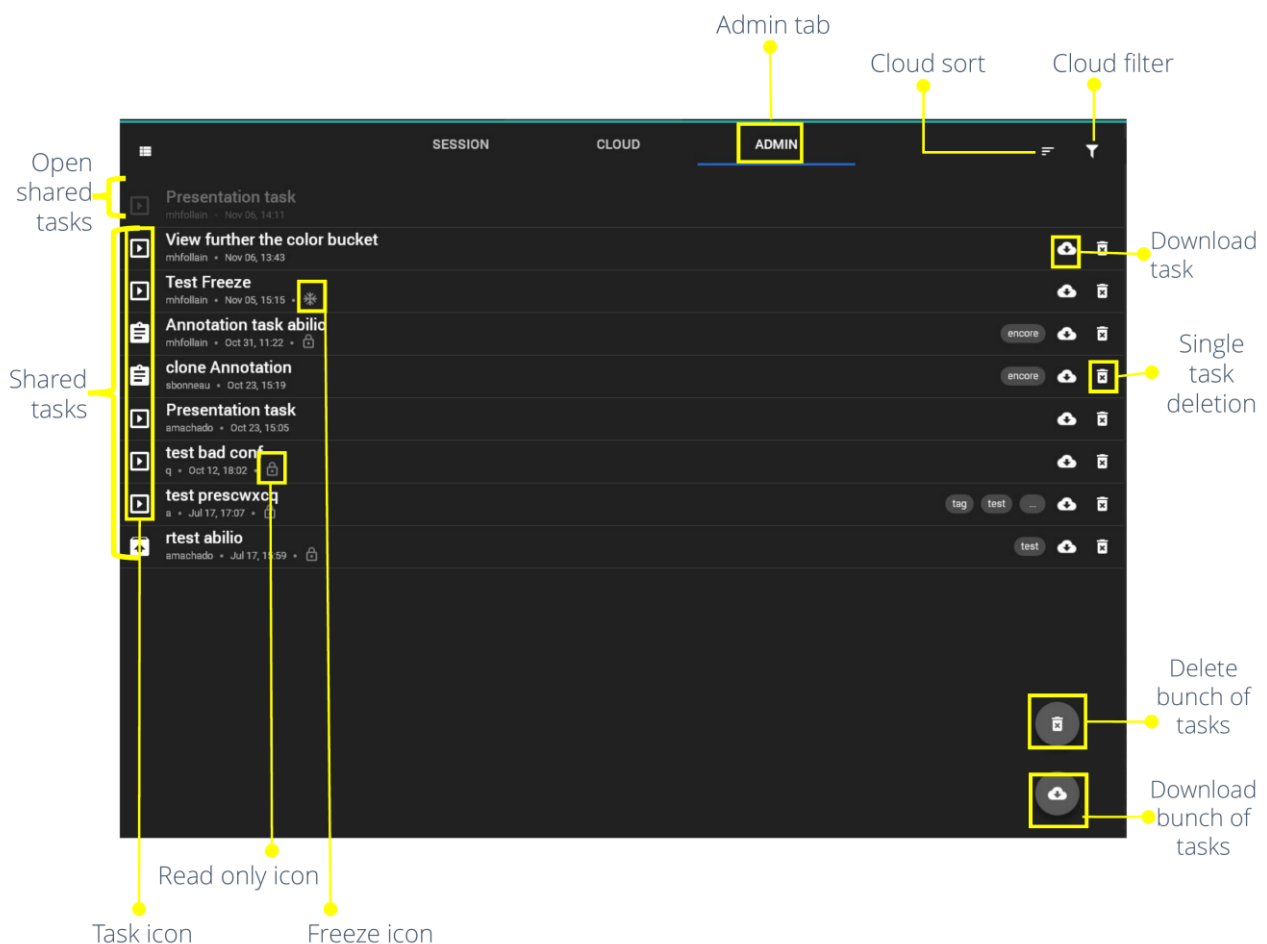 Admin tab
Cloud sort
Cloud filter
SESSION
CLOUD
ADMIN
Open
shared
tasks
Presentation task
mhfollain • Nov 06, 14:11
View further the color bucket
mhfollain • Nov 06, 13:43
Download
task
Test Freeze
mhfollain • Nov 05, 15:15 •
Annotation task abilio
mhfollain • Oct 31, 11:22 •
encore
Single
task
deletion
clone Annotation
sbonneau • Oct 23, 15:19
encore
Shared
tasks
Presentation task
amachado • Oct 23, 15:05
test bad conf
q • Oct 12, 18:02 •
test prescwxcq
a • Jul 17, 17:07 •
tag
test
...
rtest abilio
amachado • Jul 17, 15:59 •
test
Delete
bunch of
tasks
Download
bunch of
tasks
Read only icon
Task icon
Freeze icon